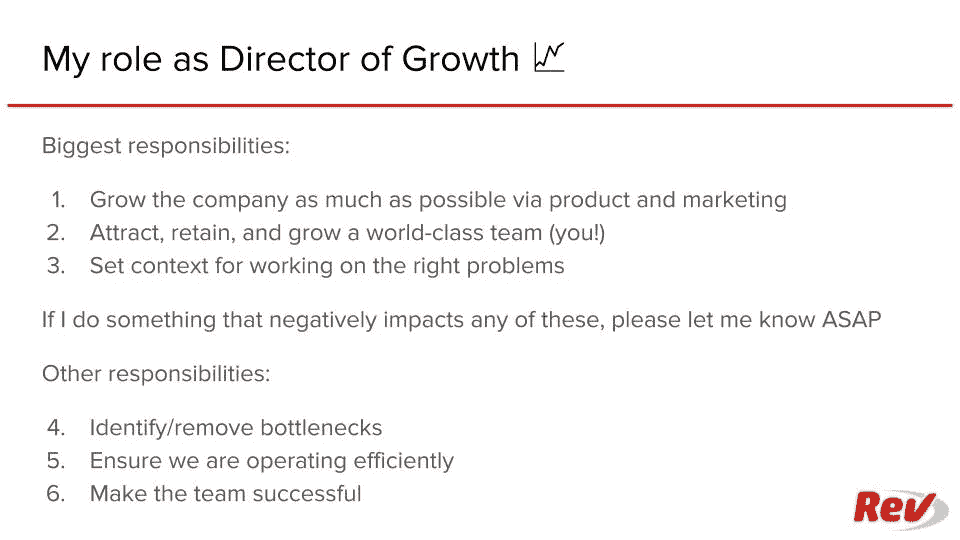 My role as Director of Growth 📈
Biggest responsibilities:
1. Grow the company as much as possible via product and marketing
2. Attract, retain, and grow a world-class team (you!)
3. Set context for working on the right problems
If I do something that negatively impacts any of these, please let me know ASAP
Other responsibilities:
4. Identify/remove bottlenecks
5. Ensure we are operating efficiently
6. Make the team successful
Rev